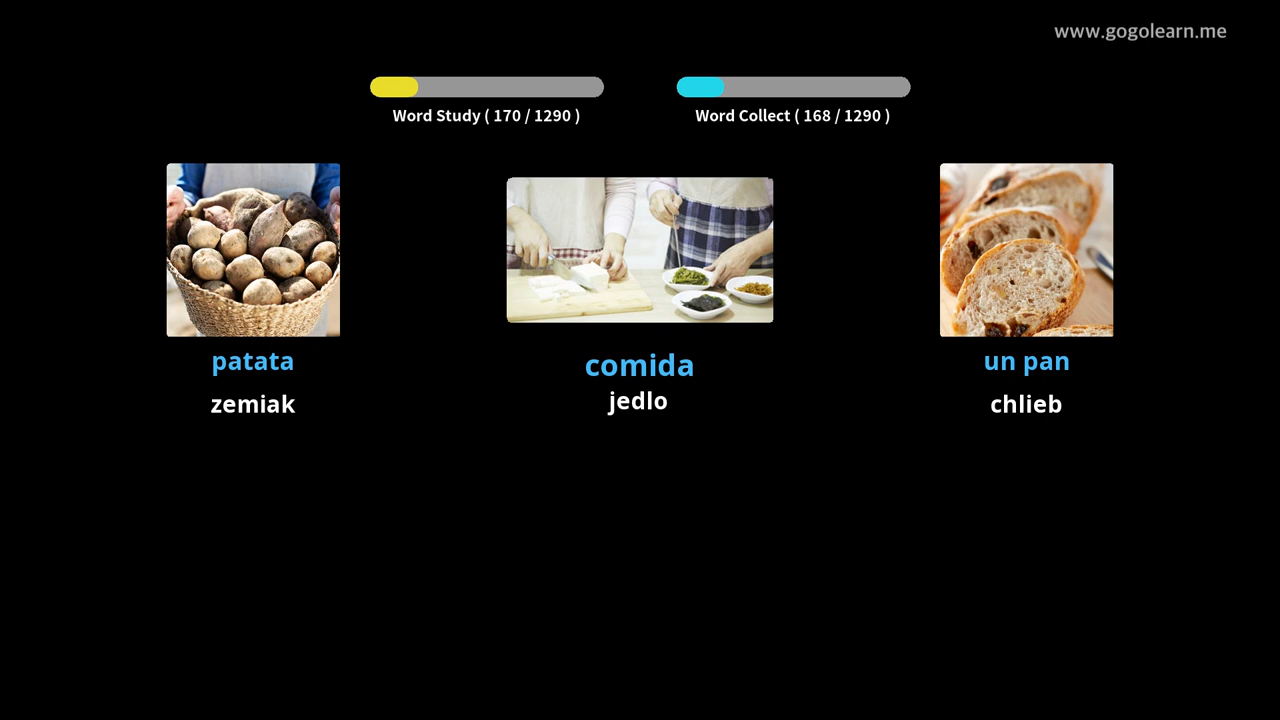 www.gogolearn.me
Word Study ( 170 / 1290 )
Word Collect ( 168 / 1290 )
patata
zemiak
comida
jedlo
un pan
chlieb